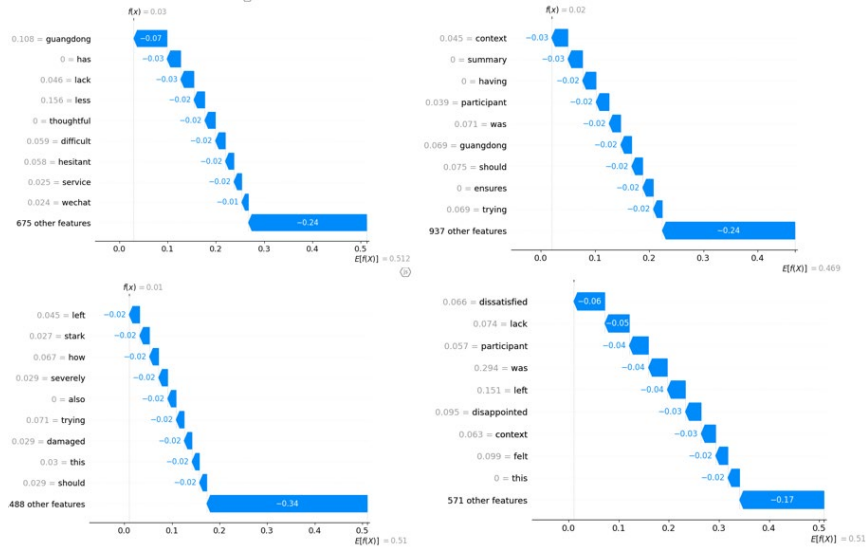 f(x) = 0.03
0.108 = guangdong −0.07
0 = has −0.03
0.046 = lack −0.03
0.156 = less −0.02
0 = thoughtful −0.02
0.059 = difficult −0.02
0.058 = hesitant −0.02
0.025 = service −0.02
0.024 = wechat −0.01
675 other features −0.24
0.0 0.1 0.2 0.3 0.4 0.5
E[f(X)] = 0.512
f(x) = 0.02
0.045 = context −0.03
0 = summary −0.03
0 = having −0.02
0.039 = participant −0.02
0.071 = was −0.02
0.069 = guangdong −0.02
0.075 = should −0.02
0 = ensures −0.02
0.069 = trying −0.02
937 other features −0.24
0.0 0.1 0.2 0.3 0.4
E[f(X)] = 0.469
f(x) = 0.01
0.045 = left −0.02
0.027 = stark −0.02
0.067 = how −0.02
0.029 = severely −0.02
0 = also −0.02
0.071 = trying −0.02
0.029 = damaged −0.02
0.03 = this −0.02
0.029 = should −0.02
488 other features −0.34
0.0 0.1 0.2 0.3 0.4 0.5
E[f(X)] = 0.51
f(x) = 0.01
0.066 = dissatisfied −0.06
0.074 = lack −0.05
0.057 = participant −0.04
0.294 = was −0.04
0.151 = left −0.04
0.095 = disappointed −0.03
0.063 = context −0.03
0.099 = felt −0.02
0 = this −0.02
571 other features −0.17
0.0 0.1 0.2 0.3 0.4 0.5
E[f(X)] = 0.51